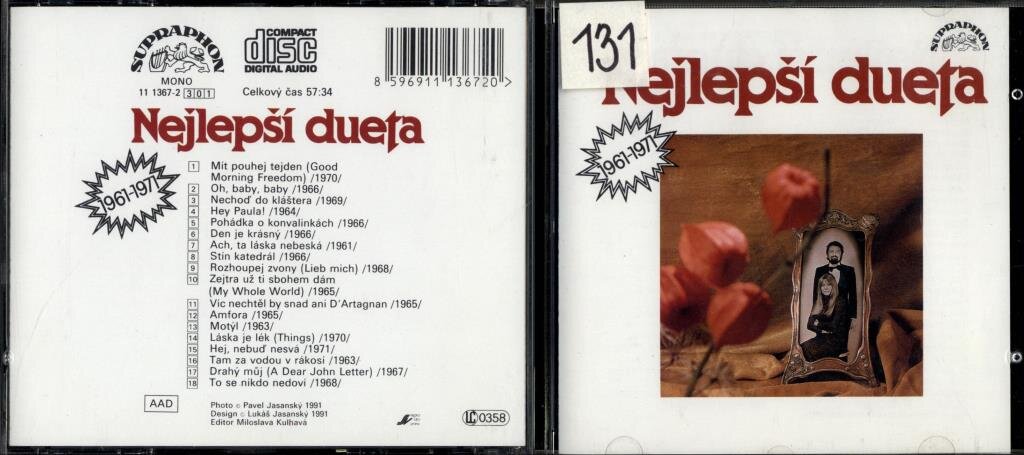 SUPRAPHON
MONO
11 1367-2 301
COMPACT
disc
DIGITAL AUDIO
Celkový čas 57:34
8 596911 136720 >
Nejlepší dueta
1961-1971
1 Mít pouhej tejden (Good
Morning Freedom) /1970/
2 Oh, baby, baby /1966/
3 Nechoď do kláštera /1969/
4 Hey Paula! /1964/
5 Pohádka o konvalinkách /1966/
6 Den je krásný /1966/
7 Ach, ta láska nebeská /1961/
8 Stín katedrál /1966/
9 Rozhoupej zvony (Lieb mich) /1968/
10 Zejtra už ti sbohem dám
(My Whole World) /1965/
11 Víc nechtěl by snad ani D'Artagnan /1965/
12 Amfora /1965/
13 Motýl /1963/
14 Láska je lék (Things) /1970/
15 Hej, nebuď nesvá /1971/
16 Tam za vodou v rákosí /1963/
17 Drahý můj (A Dear John Letter) /1967/
18 To se nikdo nedoví /1968/
AAD
Photo © Pavel Jasanský 1991
Design © Lukáš Jasanský 1991
Editor Miloslava Kulhavá
LC 0358
131
SUPRAPHON
Nejlepší dueta
1961-1971